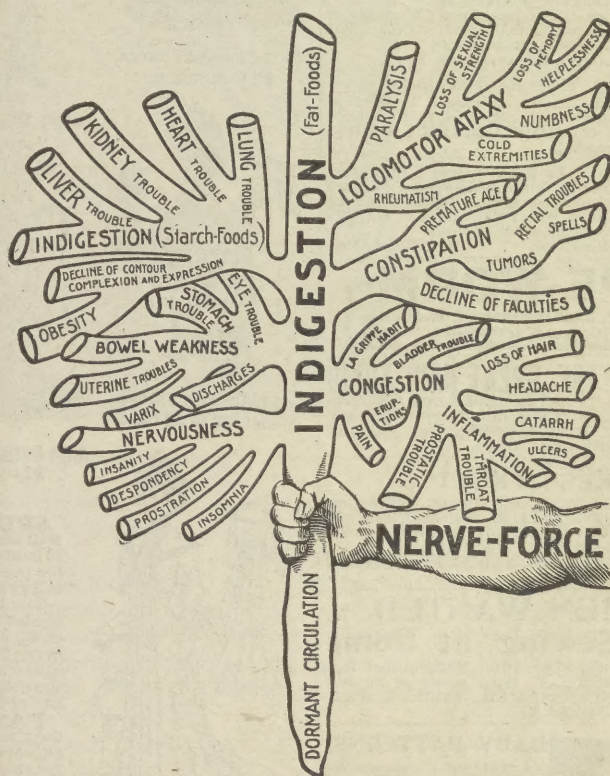 INDIGESTION (Fat-Foods)
LIVER TROUBLE
KIDNEY TROUBLE
HEART TROUBLE
LUNG TROUBLE
INDIGESTION (Starch-Foods)
DECLINE OF CONTOUR
COMPLEXION AND EXPRESSION
EYE TROUBLE
STOMACH
TROUBLE
OBESITY
BOWEL WEAKNESS
UTERINE TROUBLES
VARIX
DISCHARGES
NERVOUSNESS
INSANITY
DESPONDENCY
PROSTRATION
INSOMNIA
PARALYSIS
LOSS OF SEXUAL
STRENGTH
LOSS OF
MEMORY
HELPLESSNESS
LOCOMOTOR ATAXY
NUMBNESS
COLD
EXTREMITIES
RHEUMATISM
PREMATURE AGE
RECTAL TROUBLES
CONSTIPATION
SPELLS
TUMORS
DECLINE OF FACULTIES
LA GRIPPE
HABIT
BLADDER TROUBLE
LOSS OF HAIR
CONGESTION
HEADACHE
PAIN
ERUP-
TIONS
INFLAMMATION
CATARRH
ULCERS
PROSTATIC
TROUBLE
THROAT
TROUBLE
NERVE-FORCE
DORMANT CIRCULATION